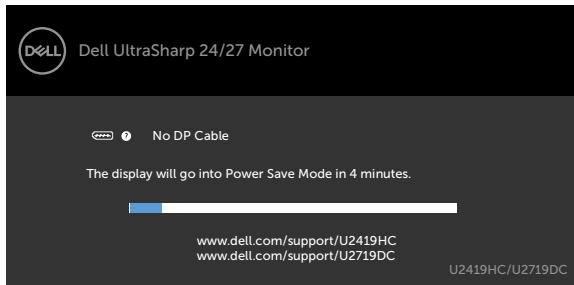 DELL
Dell UltraSharp 24/27 Monitor
? No DP Cable
The display will go into Power Save Mode in 4 minutes.
www.dell.com/support/U2419HC
www.dell.com/support/U2719DC
U2419HC/U2719DC